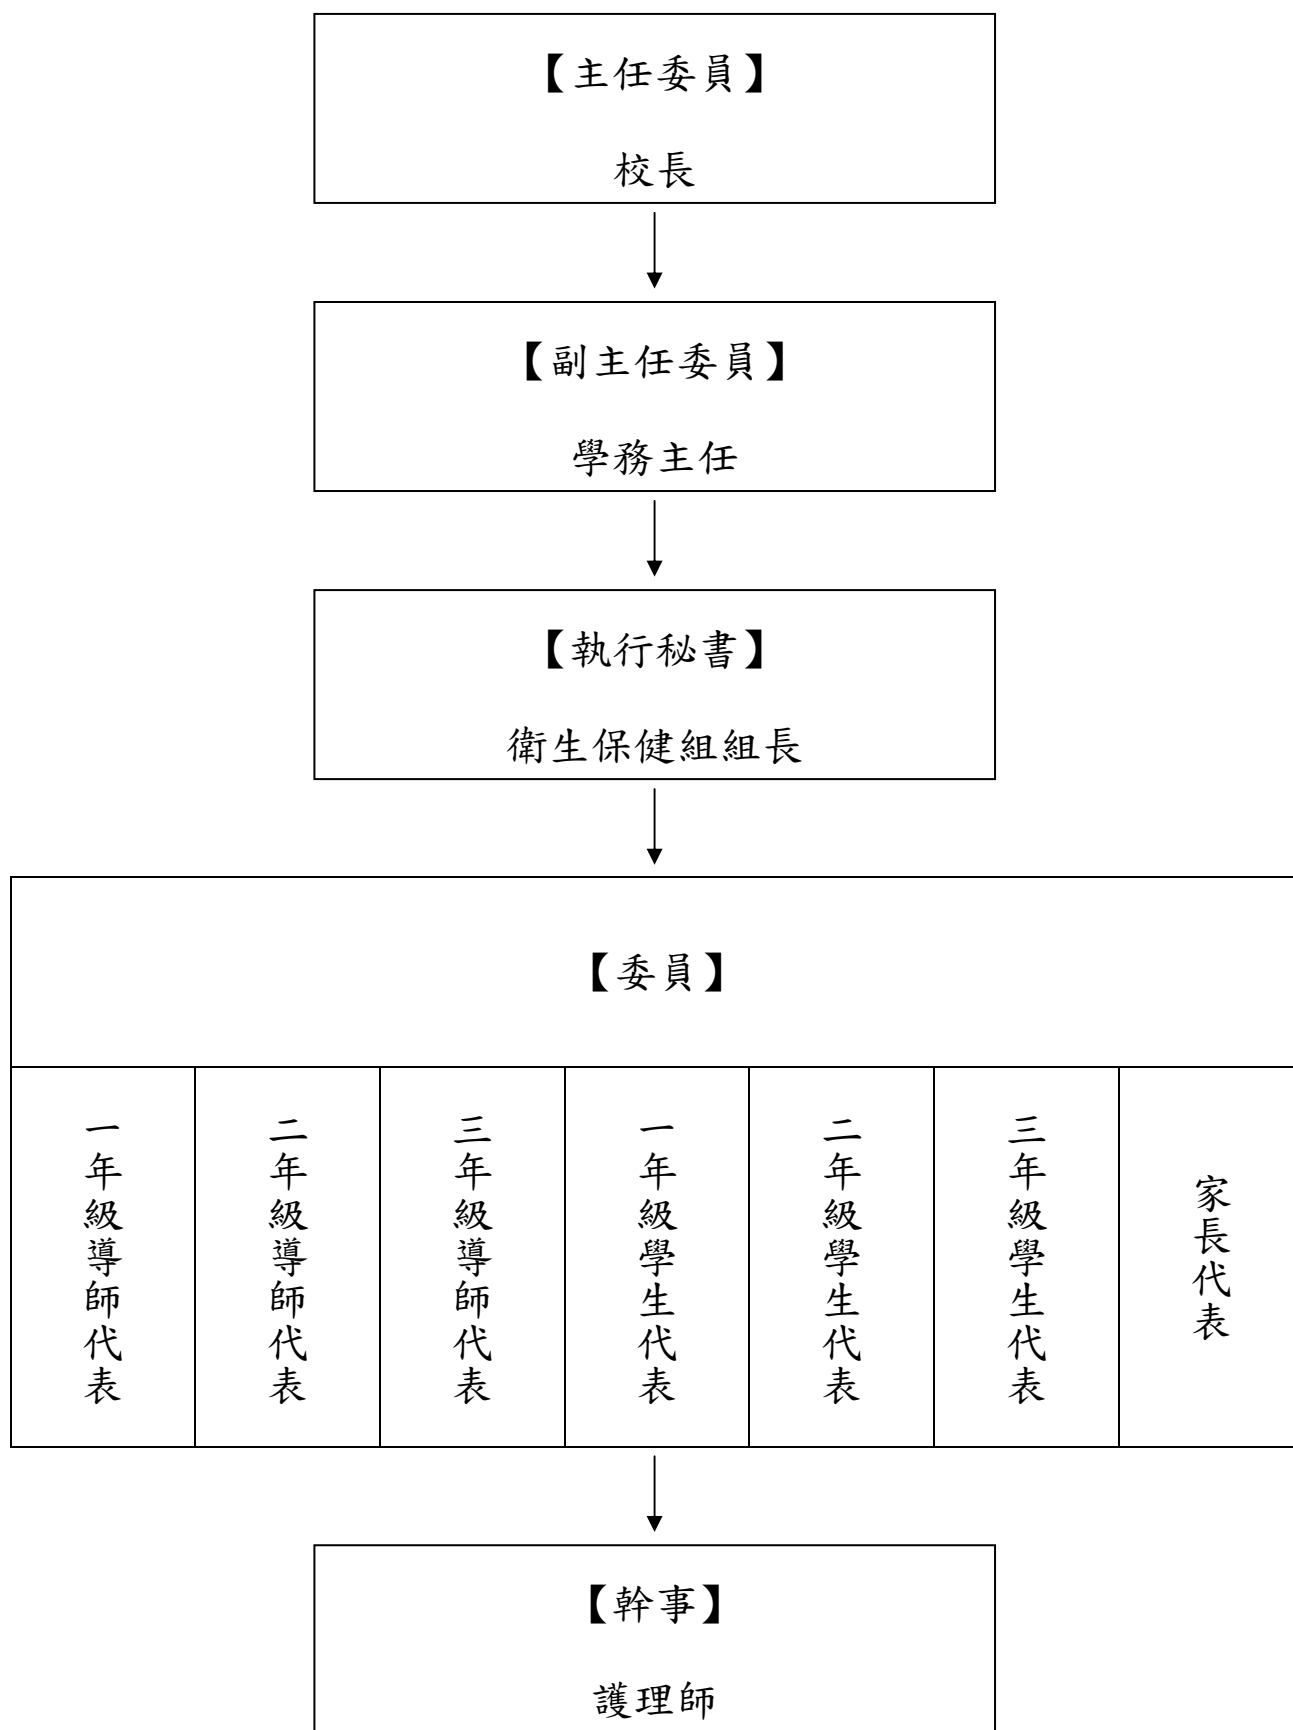 【主任委員】
校長
【副主任委員】
學務主任
【執行秘書】
衛生保健組組長
【委員】
一年級導師代表
二年級導師代表
三年級導師代表
一年級學生代表
二年級學生代表
三年級學生代表
家長代表
【幹事】
護理師